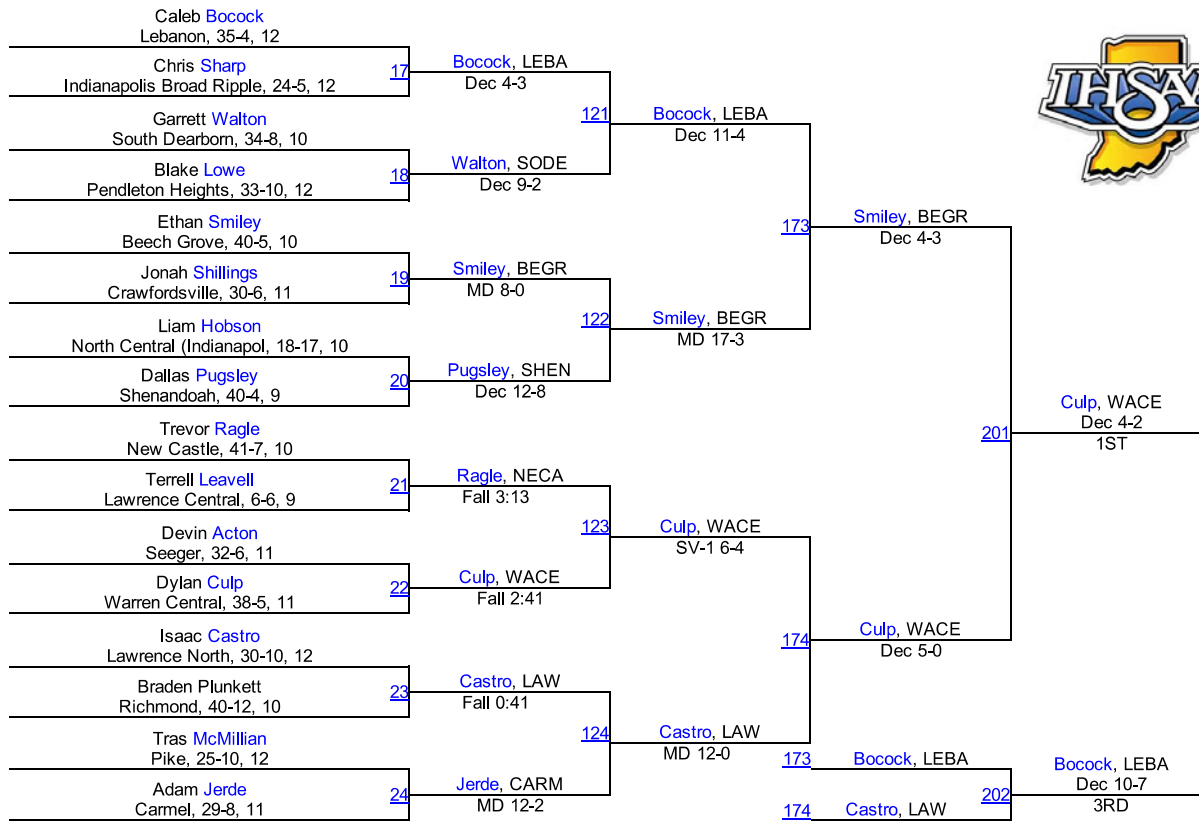 Caleb Bocock
Lebanon, 35-4, 12
Chris Sharp
Indianapolis Broad Ripple, 24-5, 12
17
Bocock, LEBA
Dec 4-3
Garrett Walton
South Dearborn, 34-8, 10
Blake Lowe
Pendleton Heights, 33-10, 12
18
Walton, SODE
Dec 9-2
121
Bocock, LEBA
Dec 11-4
Ethan Smiley
Beech Grove, 40-5, 10
Jonah Shillings
Crawfordsville, 30-6, 11
19
Smiley, BEGR
MD 8-0
Liam Hobson
North Central (Indianapol, 18-17, 10
Dallas Pugsley
Shenandoah, 40-4, 9
20
Pugsley, SHEN
Dec 12-8
122
Smiley, BEGR
MD 17-3
173
Smiley, BEGR
Dec 4-3
Trevor Ragle
New Castle, 41-7, 10
Terrell Leavell
Lawrence Central, 6-6, 9
21
Ragle, NECA
Fall 3:13
Devin Acton
Seeger, 32-6, 11
Dylan Culp
Warren Central, 38-5, 11
22
Culp, WACE
Fall 2:41
123
Culp, WACE
SV-1 6-4
Isaac Castro
Lawrence North, 30-10, 12
Braden Plunkett
Richmond, 40-12, 10
23
Castro, LAW
Fall 0:41
Tras McMillian
Pike, 25-10, 12
Adam Jerde
Carmel, 29-8, 11
24
Jerde, CARM
MD 12-2
124
Castro, LAW
MD 12-0
174
Culp, WACE
Dec 5-0
201
Culp, WACE
Dec 4-2
1ST
173
Bocock, LEBA
174
Castro, LAW
202
Bocock, LEBA
Dec 10-7
3RD
IHSAA